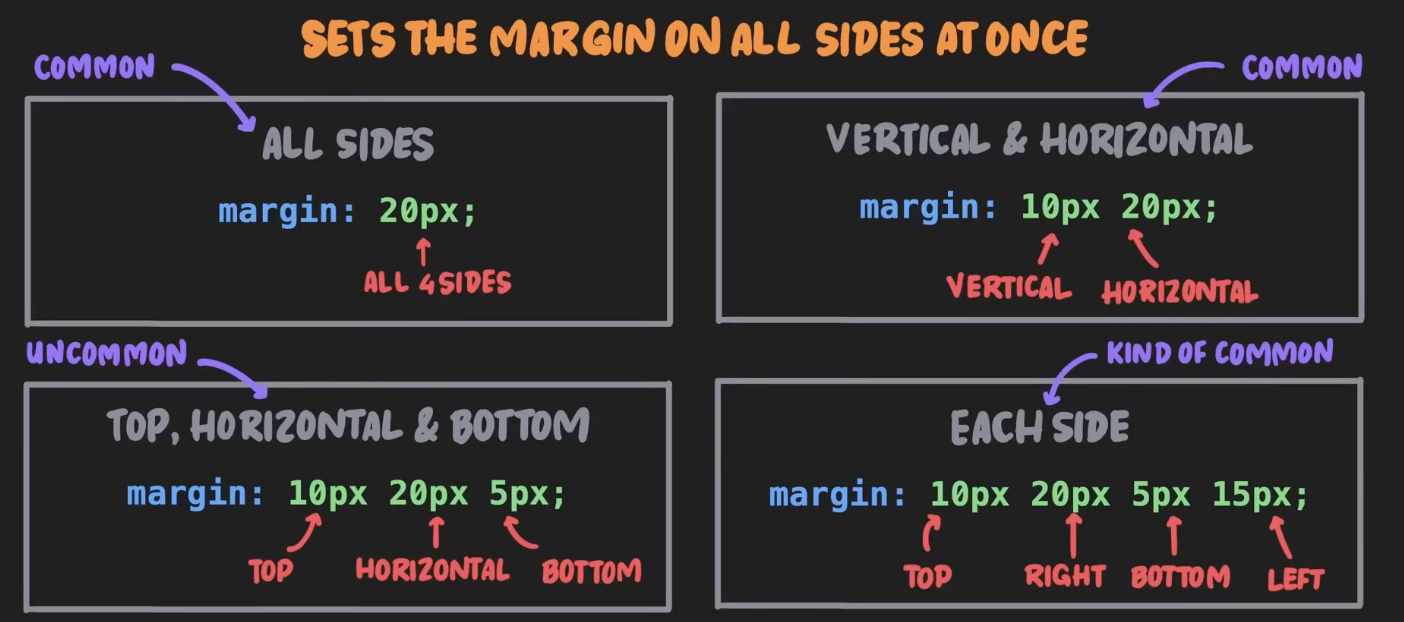 SETS THE MARGIN ON ALL SIDES AT ONCE
COMMON
ALL SIDES
margin: 20px;
ALL 4 SIDES
COMMON
VERTICAL & HORIZONTAL
margin: 10px 20px;
VERTICAL HORIZONTAL
UNCOMMON
TOP, HORIZONTAL & BOTTOM
margin: 10px 20px 5px;
TOP HORIZONTAL BOTTOM
KIND OF COMMON
EACH SIDE
margin: 10px 20px 5px 15px;
TOP RIGHT BOTTOM LEFT